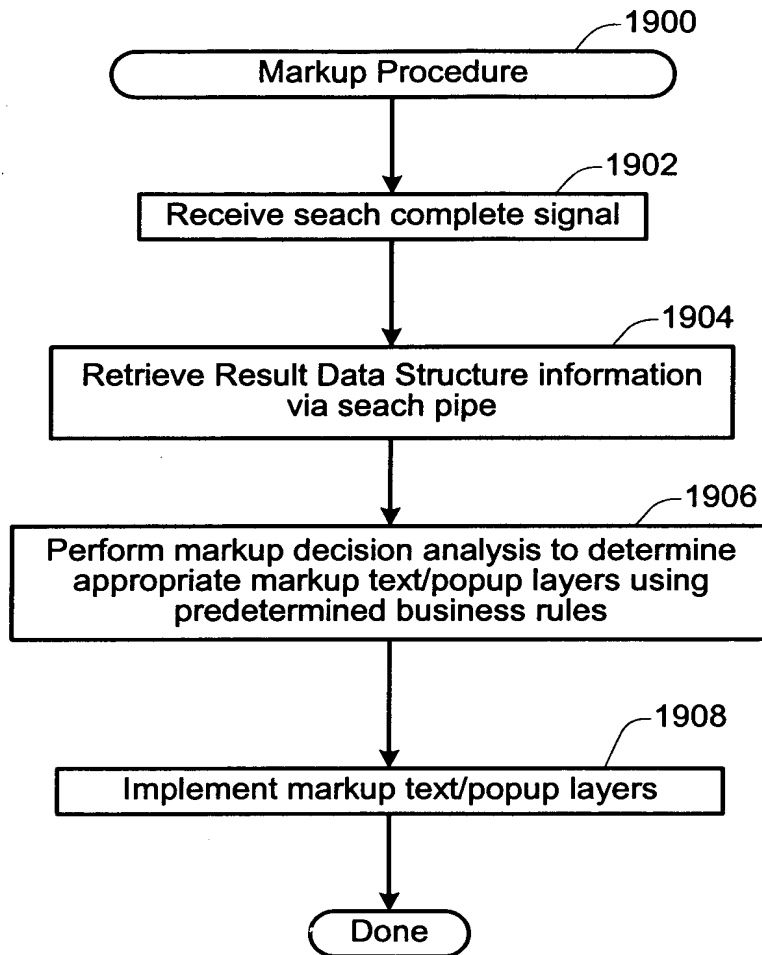 1900
Markup Procedure
1902
Receive seach complete signal
1904
Retrieve Result Data Structure information
via seach pipe
1906
Perform markup decision analysis to determine
appropriate markup text/popup layers using
predetermined business rules
1908
Implement markup text/popup layers
Done